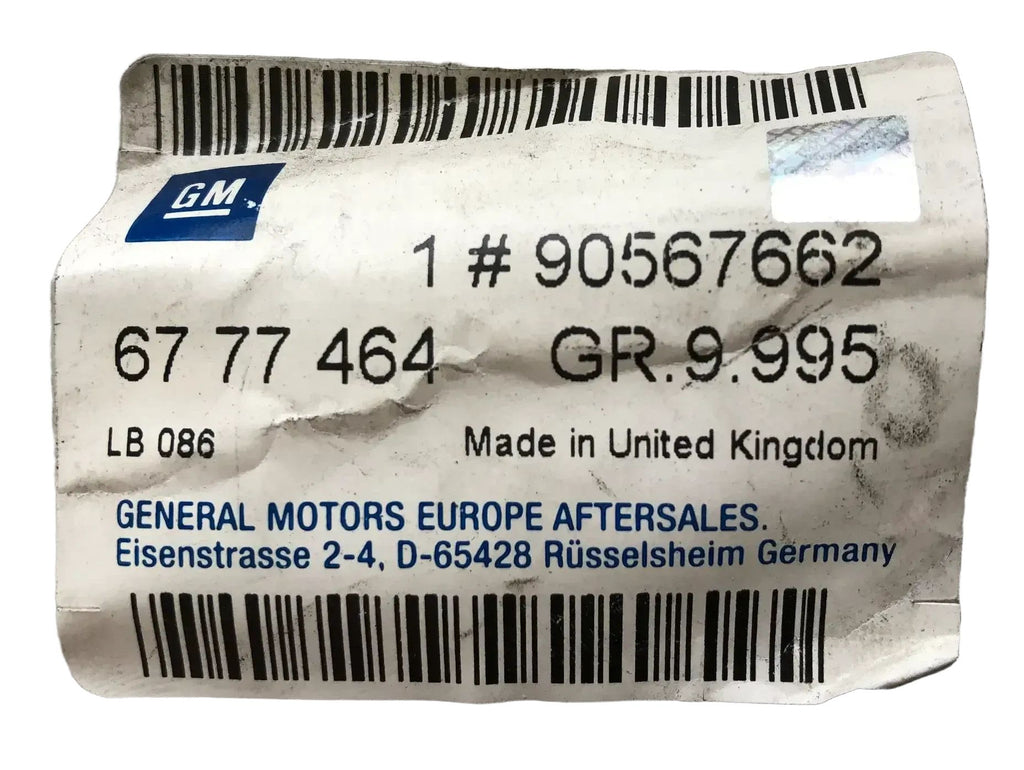 GM
1 # 90567662
67 77 464 GR.9.995
LB 086 Made in United Kingdom
GENERAL MOTORS EUROPE AFTERSALES.
Eisenstrasse 2-4, D-65428 Rüsselsheim Germany